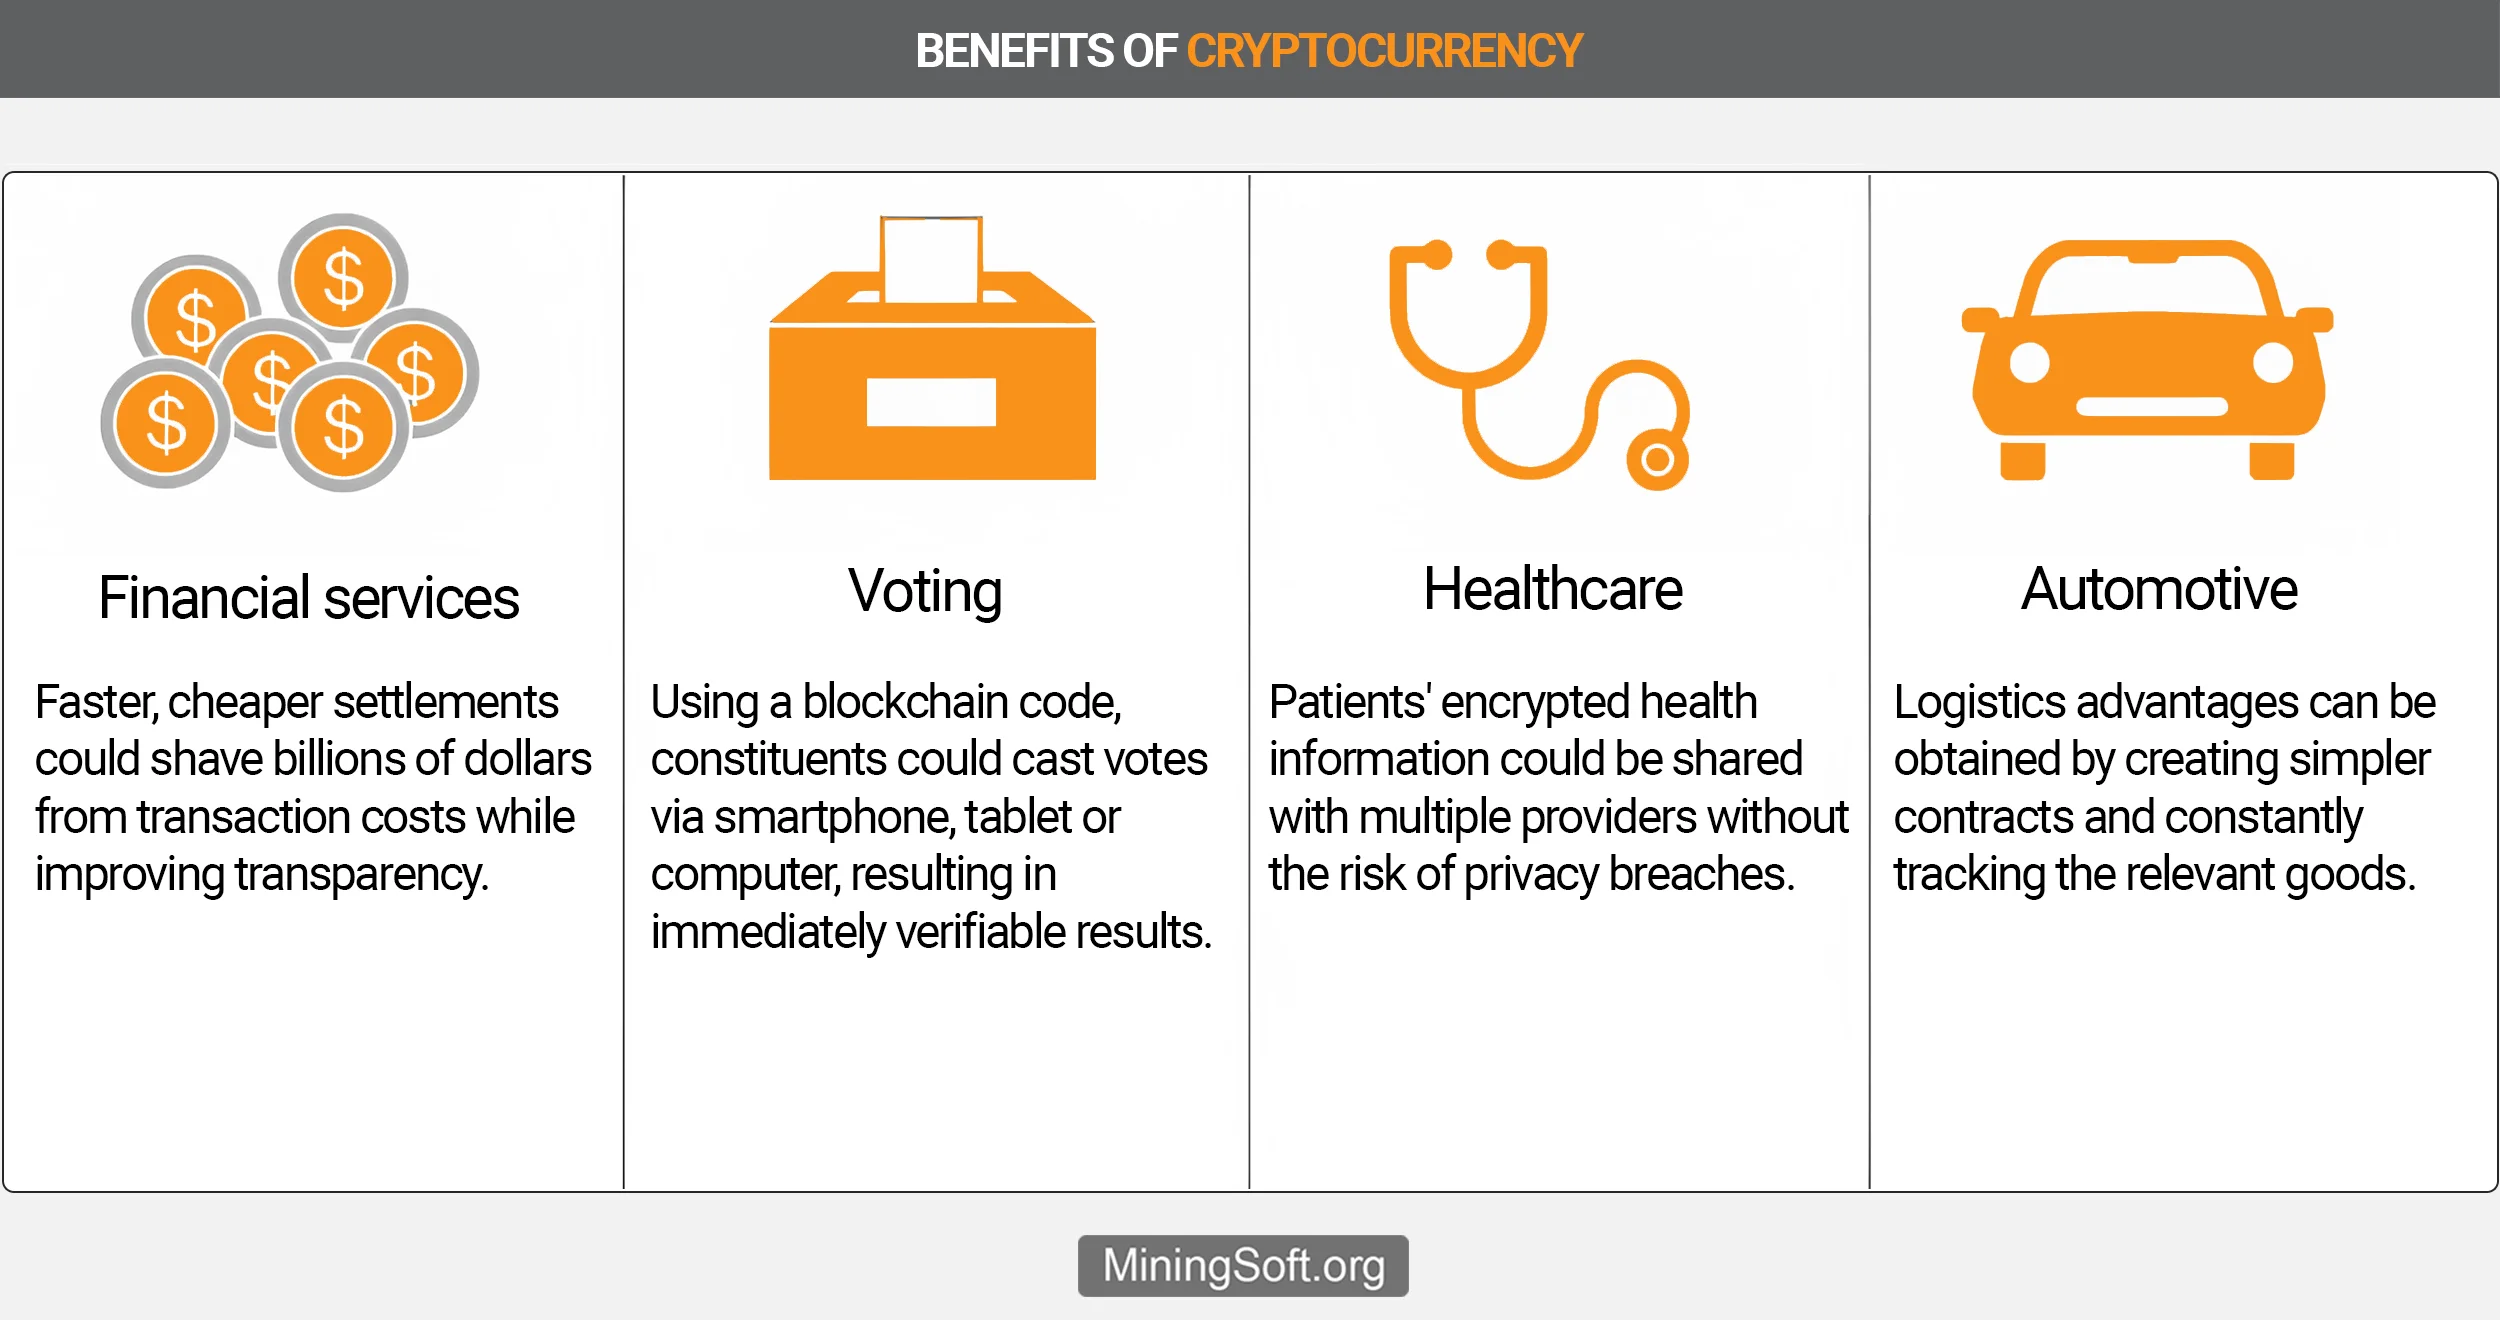 BENEFITS OF CRYPTOCURRENCY
$
$
$
$
$
$
Financial services
Faster, cheaper settlements
could shave billions of dollars
from transaction costs while
improving transparency.
Voting
Using a blockchain code,
constituents could cast votes
via smartphone, tablet or
computer, resulting in
immediately verifiable results.
Healthcare
Patients' encrypted health
information could be shared
with multiple providers without
the risk of privacy breaches.
Automotive
Logistics advantages can be
obtained by creating simpler
contracts and constantly
tracking the relevant goods.
MiningSoft.org